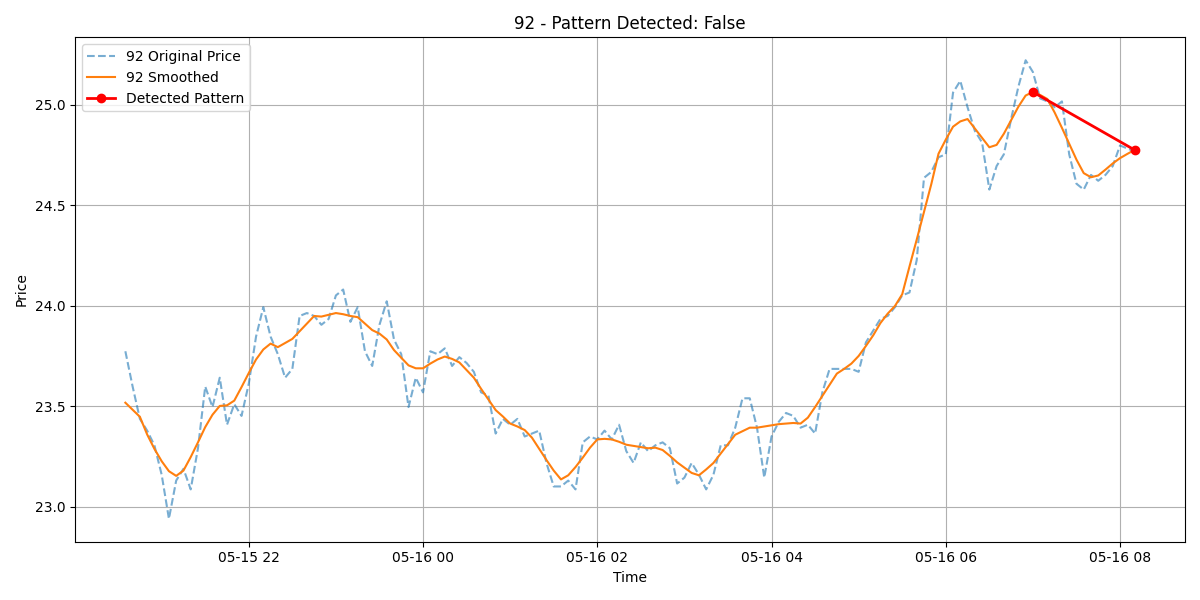 92 - Pattern Detected: False
92 Original Price
92 Smoothed
Detected Pattern
Price
25.0
24.5
24.0
23.5
23.0
05-15 22
05-16 00
05-16 02
05-16 04
05-16 06
05-16 08
Time